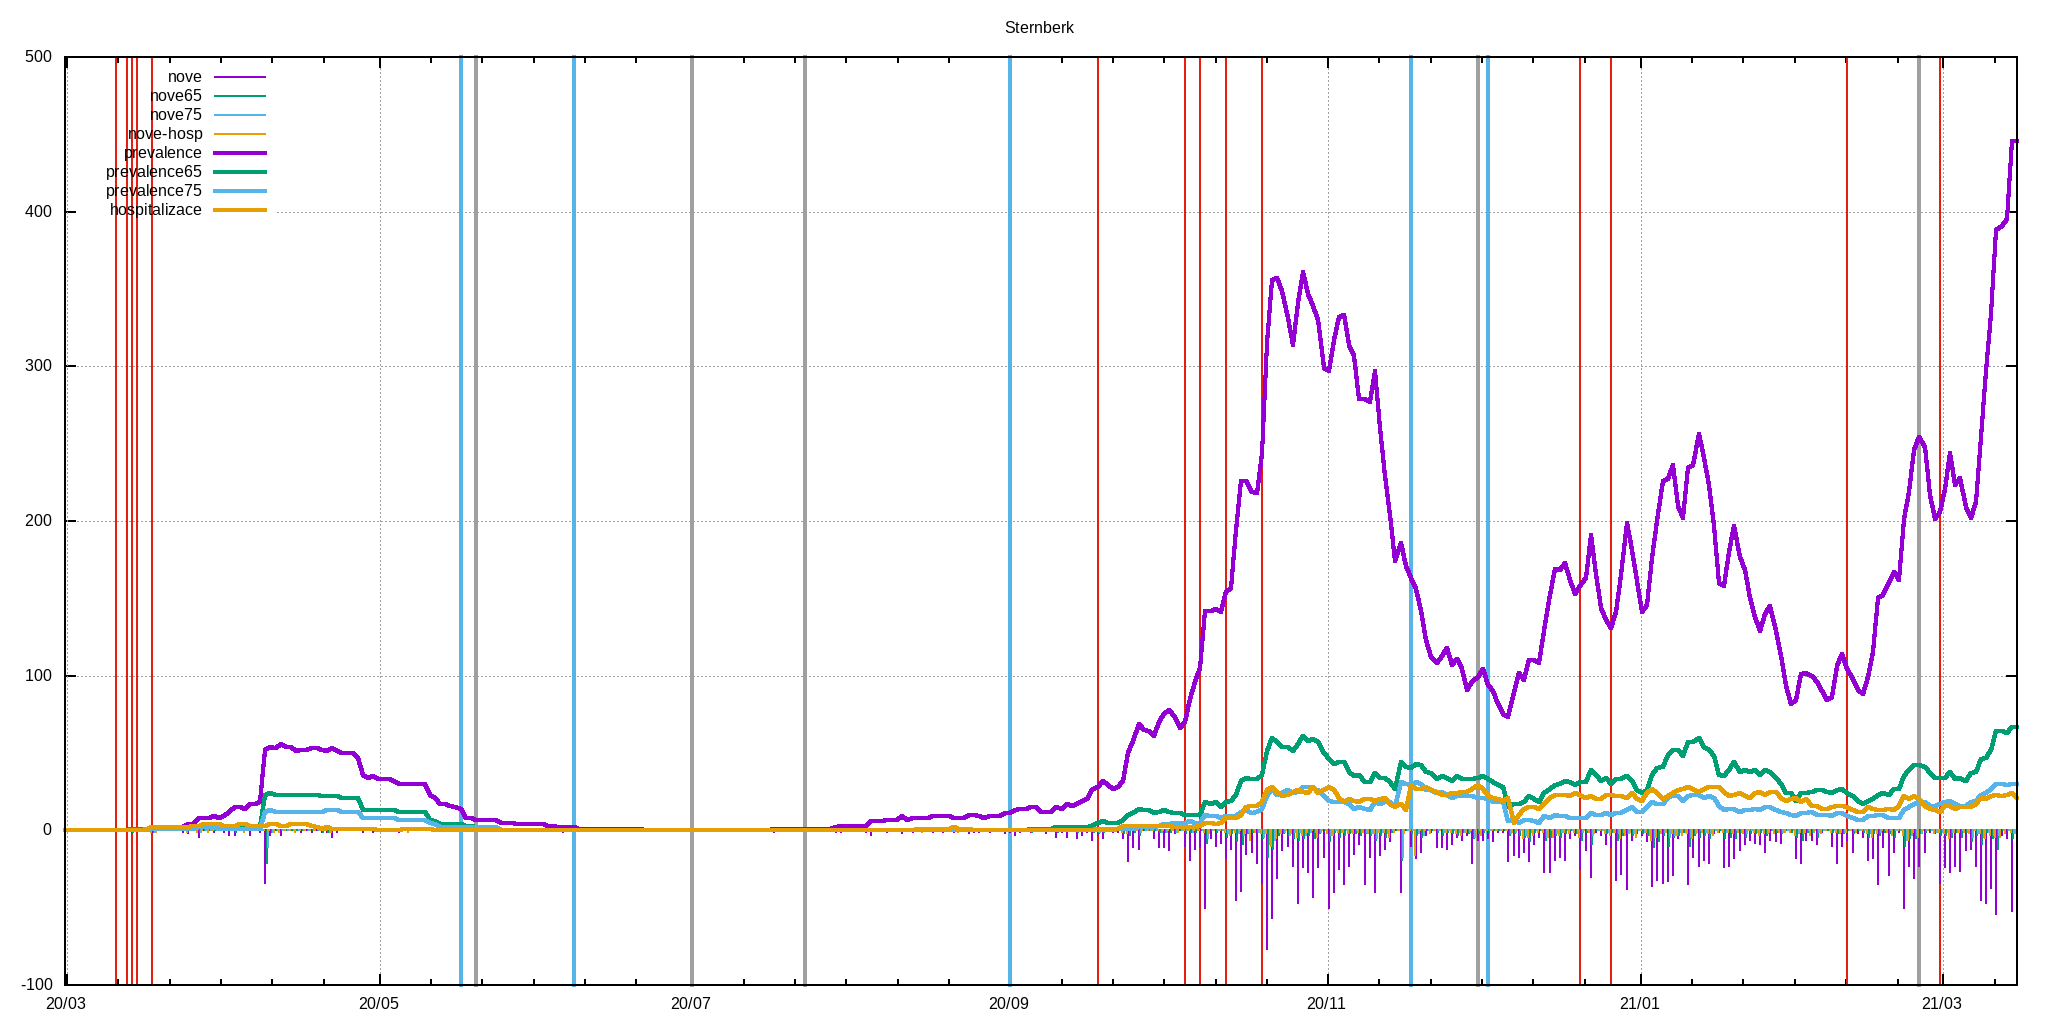 Sternberk
500
400
300
200
100
0
-100
nove
nove65
nove75
nove-hosp
prevalence
prevalence65
prevalence75
hospitalizace
20/03 20/05 20/07 20/09 20/11 21/01 21/03